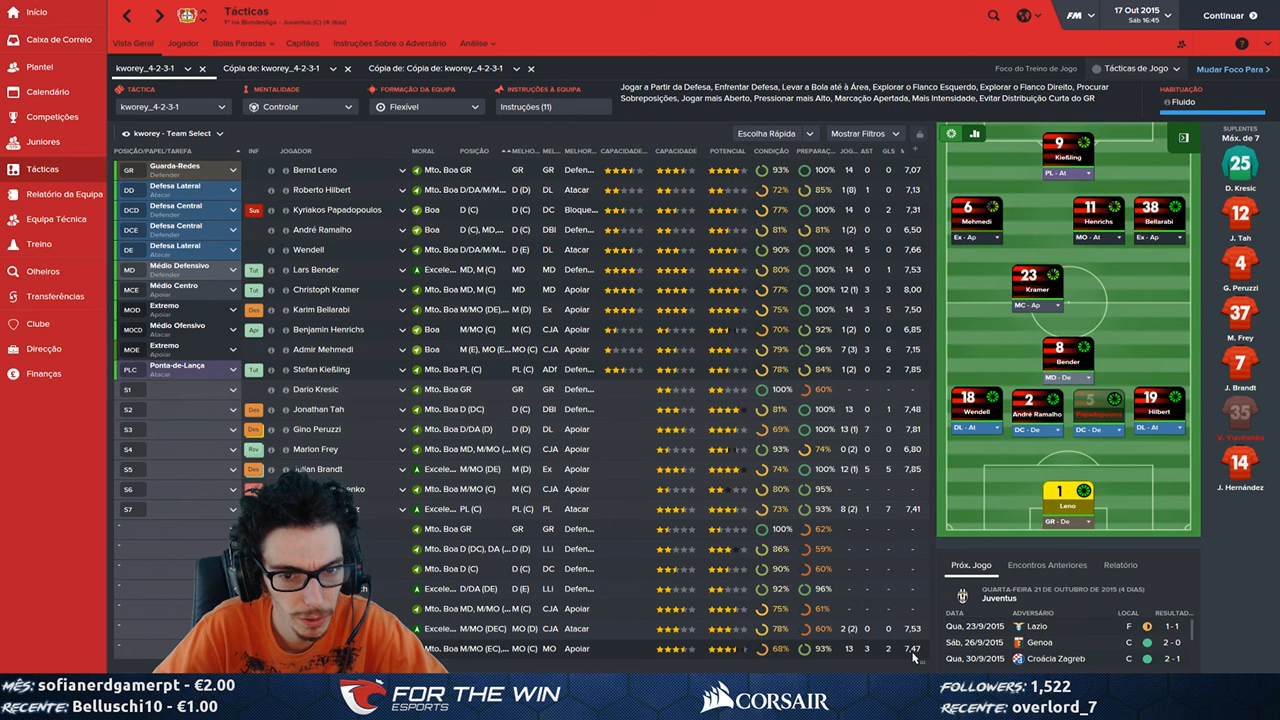 Início
Caixa de Correio
Plantel
Calendário
Competições
Juniores
Tácticas
Relatório da Equipa
Equipa Técnica
Treino
Olheiros
Transferências
Clube
Direcção
Finanças
Tácticas
1º na Bundesliga - Juventus (C) (4 dias)
FM
17 Out 2015
Sáb 16:45
Continuar
Vista Geral Jogador Bolas Paradas Capitães Instruções Sobre o Adversário Análise
kworey_4-2-3-1 Cópia de: kworey_4-2-3-1 Cópia de: Cópia de: kworey_4-2-3-1
Foco do Treino de Jogo Tácticas de Jogo Mudar Foco Para
TÁCTICA MENTALIDADE FORMAÇÃO DA EQUIPA INSTRUÇÕES À EQUIPA
kworey_4-2-3-1 Controlar Flexível Instruções (11)
Jogar a Partir da Defesa, Enfrentar Defesa, Levar a Bola até à Área, Explorar o Flanco Esquerdo, Explorar o Flanco Direito, Procurar
Sobreposições, Jogar mais Aberto, Pressionar mais Alto, Marcação Apertada, Mais Intensidade, Evitar Distribuição Curta do GR
HABITUAÇÃO
Fluido
kworey - Team Select Escolha Rápida Mostrar Filtros
POSIÇÃO/PAPEL/TAREFA INF JOGADOR MORAL POSIÇÃO MELHO... MEL... MELHOR... CAPACIDADE... CAPACIDADE POTENCIAL CONDIÇÃO PREPARAÇ... JOG... AST GLS
GR Guarda-Redes Defender Bernd Leno Mto. Boa GR GR GR Defen... 93% 100% 14 0 0 7,07
DD Defesa Lateral Atacar Roberto Hilbert Mto. Boa D/DA/M/M... D (D) DL Atacar 72% 85% 1(8) 1 0 7,13
DCD Defesa Central Defender Sus Kyriakos Papadopoulos Boa D (C) D (C) DC Bloque... 77% 100% 14 0 2 7,31
DCE Defesa Central Defender André Ramalho Mto. Boa D (C), MD,... D (C) DBl Defen... 81% 81% 1 0 0 6,50
DE Defesa Lateral Atacar Wendell Mto. Boa D/DA/M/M... D (E) DL Atacar 90% 100% 14 5 0 7,66
MD Médio Defensivo Defender Tut Lars Bender Excele... MD, M (C) MD MD Defen... 80% 100% 14 1 7,53
MCE Médio Centro Apoiar Tut Christoph Kramer Mto. Boa MD, M (C) MD MD Defen... 77% 100% 12 (1) 3 3 8,00
MOD Extremo Apoiar Des Karim Bellarabi Mto. Boa M/MO (DE),... MO (D) Ex Apoiar 75% 100% 14 3 5 7,50
MOCD Médio Ofensivo Atacar Apr Benjamin Henrichs Boa M/MO (C) M (C) CJA Apoiar 70% 92% 1 (2) 0 0 6,85
MOE Extremo Apoiar Admir Mehmedi Boa M (E), MO (E... MO (C) CJA Apoiar 79% 96% 7 (3) 3 6 7,15
PLC Ponta-de-Lança Atacar Tut Stefan Kießling Mto. Boa PL (C) PL (C) ADf Apoiar 78% 84% 1 (2) 0 2 7,85
S1 Dario Kresic Mto. Boa GR GR GR Defen... 100% 60% - - - -
S2 Des Jonathan Tah Mto. Boa D (DC) D (C) DBl Defen... 81% 100% 13 0 1 7,48
S3 Des Gino Peruzzi Mto. Boa D/DA (D) D (D) DL Atacar 69% 100% 13 (1) 7 0 7,81
S4 Rsv Marlon Frey Mto. Boa MD, M/MO (... M (C) CJA Defen... 93% 74% 0 (2) 0 0 6,80
S5 Des Julian Brandt Excele... M/MO (DE) M (D) Ex Apoiar 74% 100% 12 (1) 5 5 7,85
S6 Mto. Boa M/MO (C) M (C) CJA Apoiar 80% 95% - - - -
S7 Excele... PL (C) PL (C) PL Atacar 73% 93% 8 (2) 1 7 7,41
- Mto. Boa GR GR GR Defen... 100% 62% - - - -
- Mto. Boa D (DC), DA (... D (D) LLi Defen... 86% 59% - - - -
- Mto. Boa D (C) D (C) DC Defen... 90% 60% - - - -
- Excele... D/DA (DE) D (E) LLi Defen... 92% 96% - - - -
- Mto. Boa MD, M/MO (... M (C) CJA Apoiar 75% 61% - - - -
- Excele... M/MO (DEC) MO (D) CJA Atacar 78% 60% 2 (2) 0 0 7,53
- Mto. Boa M/MO (EC),... MO (C) MO Apoiar 68% 93% 13 3 2 7,47
9 Kießling
PL - At
6 Mehmedi
Ex - Ap
11 Henrichs
MO - At
38 Bellarabi
Ex - Ap
23 Kramer
MC - Ap
8 Bender
MD - De
18 Wendell
DL - At
2 André Ramalho
DC - De
5 Papadopoulos
DC - De
19 Hilbert
DL - At
1 Leno
GR - De
SUPLENTES
Máx. de 7
25 D. Kresic
12 J. Tah
4 G. Peruzzi
37 M. Frey
7 J. Brandt
35 V. Yurchenko
14 J. Hernández
Próx. Jogo Encontros Anteriores Relatório
QUARTA-FEIRA 21 DE OUTUBRO DE 2015 (4 DIAS)
Juventus
DATA ADVERSÁRIO LOCAL RESULTAD...
Qua, 23/9/2015 Lazio F 1-1
Sáb, 26/9/2015 Genoa C 2-0
Qua, 30/9/2015 Croácia Zagreb C 2-1
MÊS: sofianerdgamerpt - €2.00
RECENTE: Belluschi10 - €1.00
FOR THE WIN
ESPORTS
CORSAIR
FOLLOWERS: 1,522
RECENTE: overlord_7